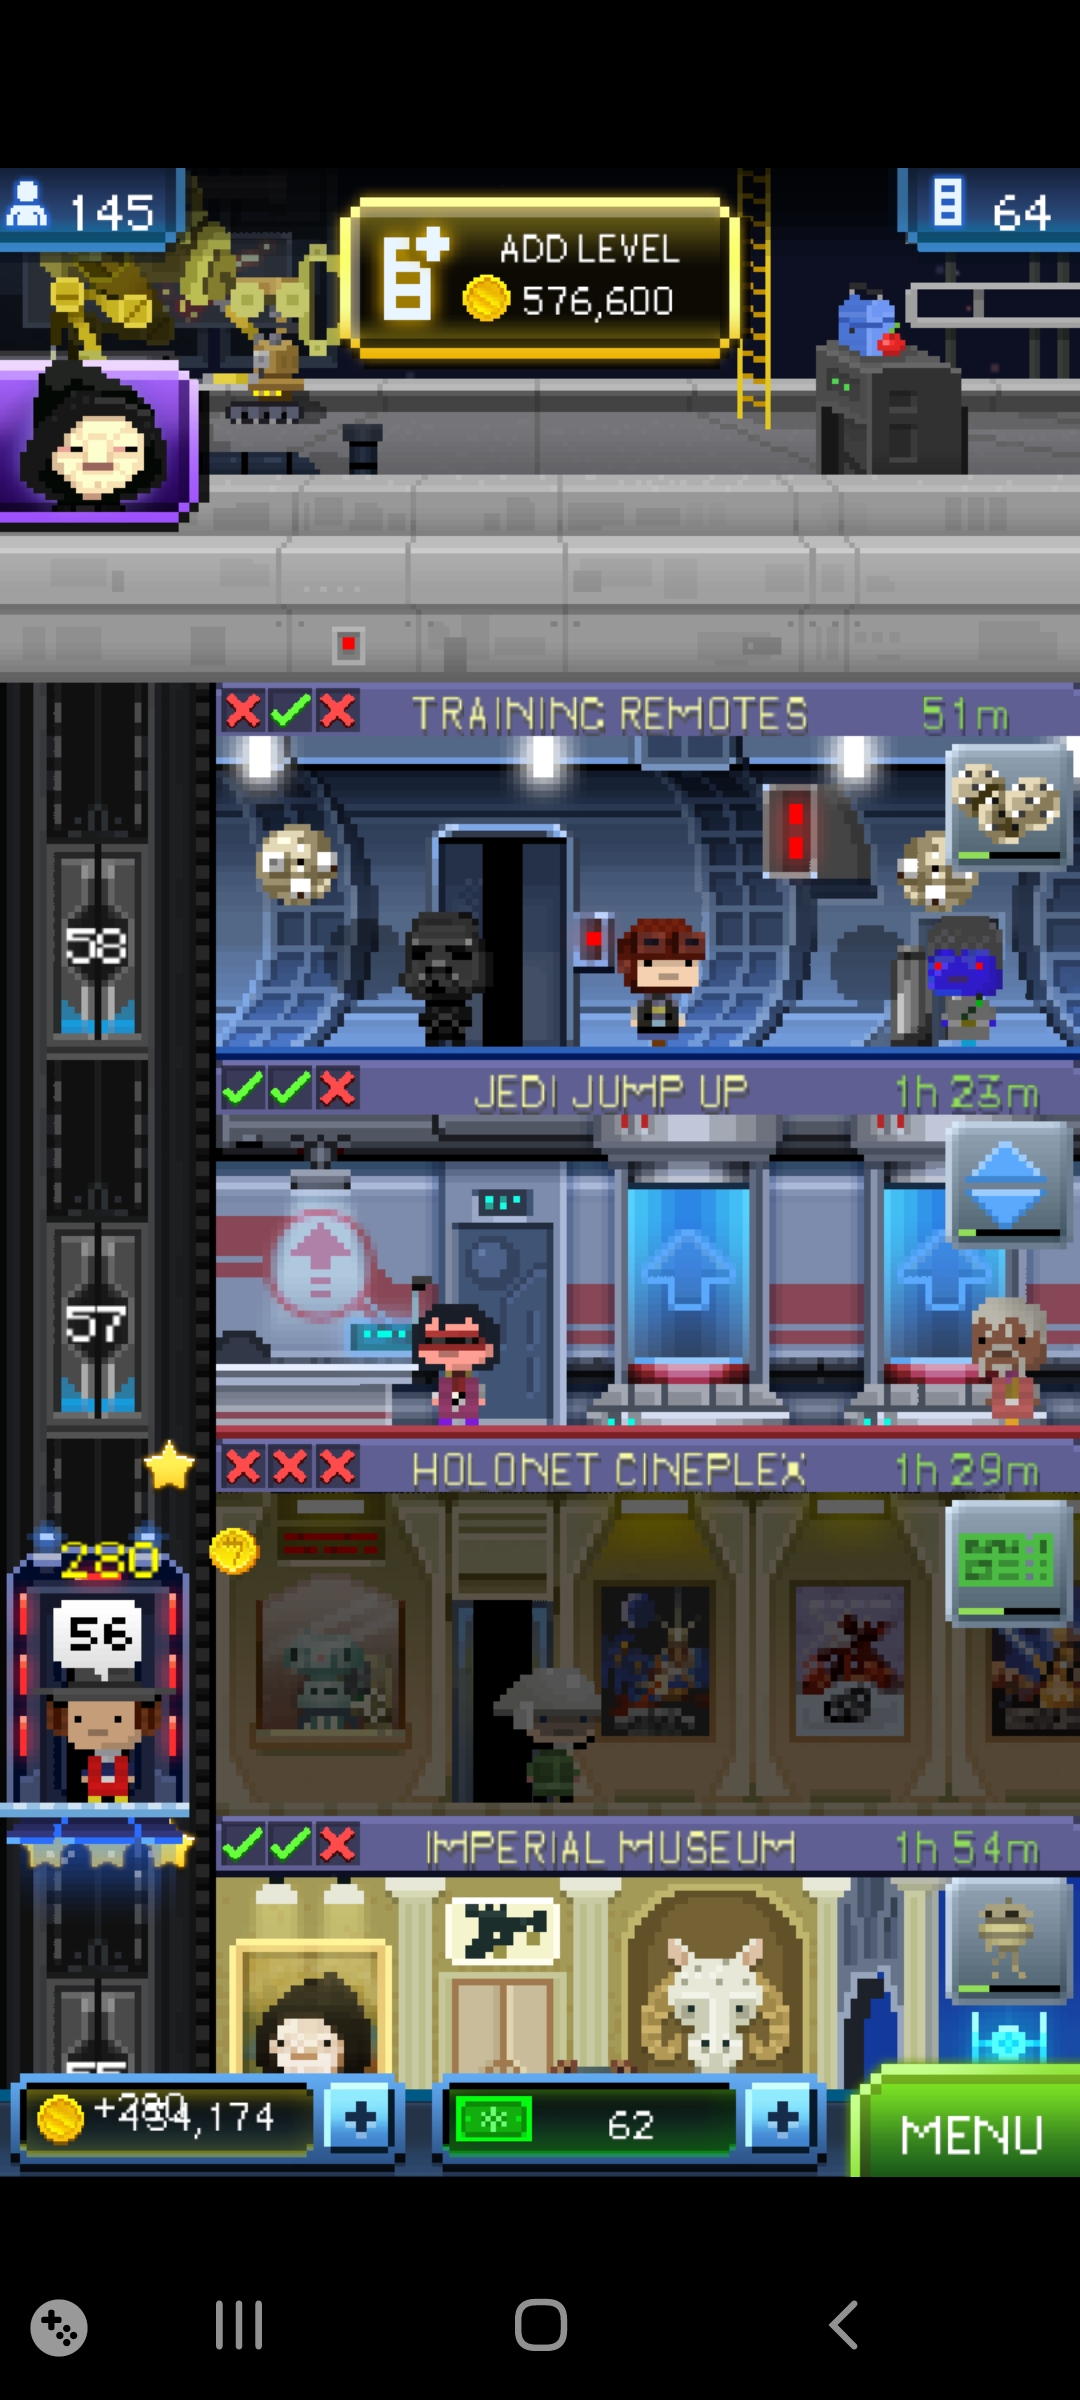 145
ADD LEVEL
576,600
64
TRAINING REMOTES 51m
58
JEDI JUMP UP 1h 23m
57
HOLONET CINEPLEX 1h 29m
280
56
IMPERIAL MUSEUM 1h 54m
55
+280
434,174
62
MENU